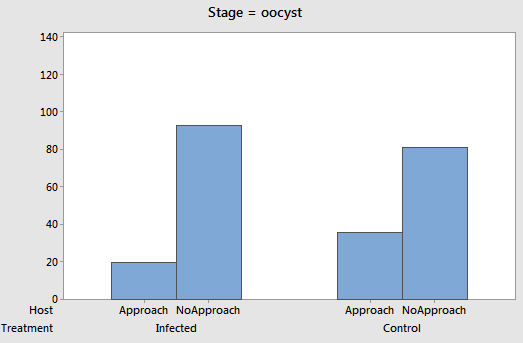 Stage = oocyst
140
120
100
80
60
40
20
0
Host Approach NoApproach Approach NoApproach
Treatment Infected Control